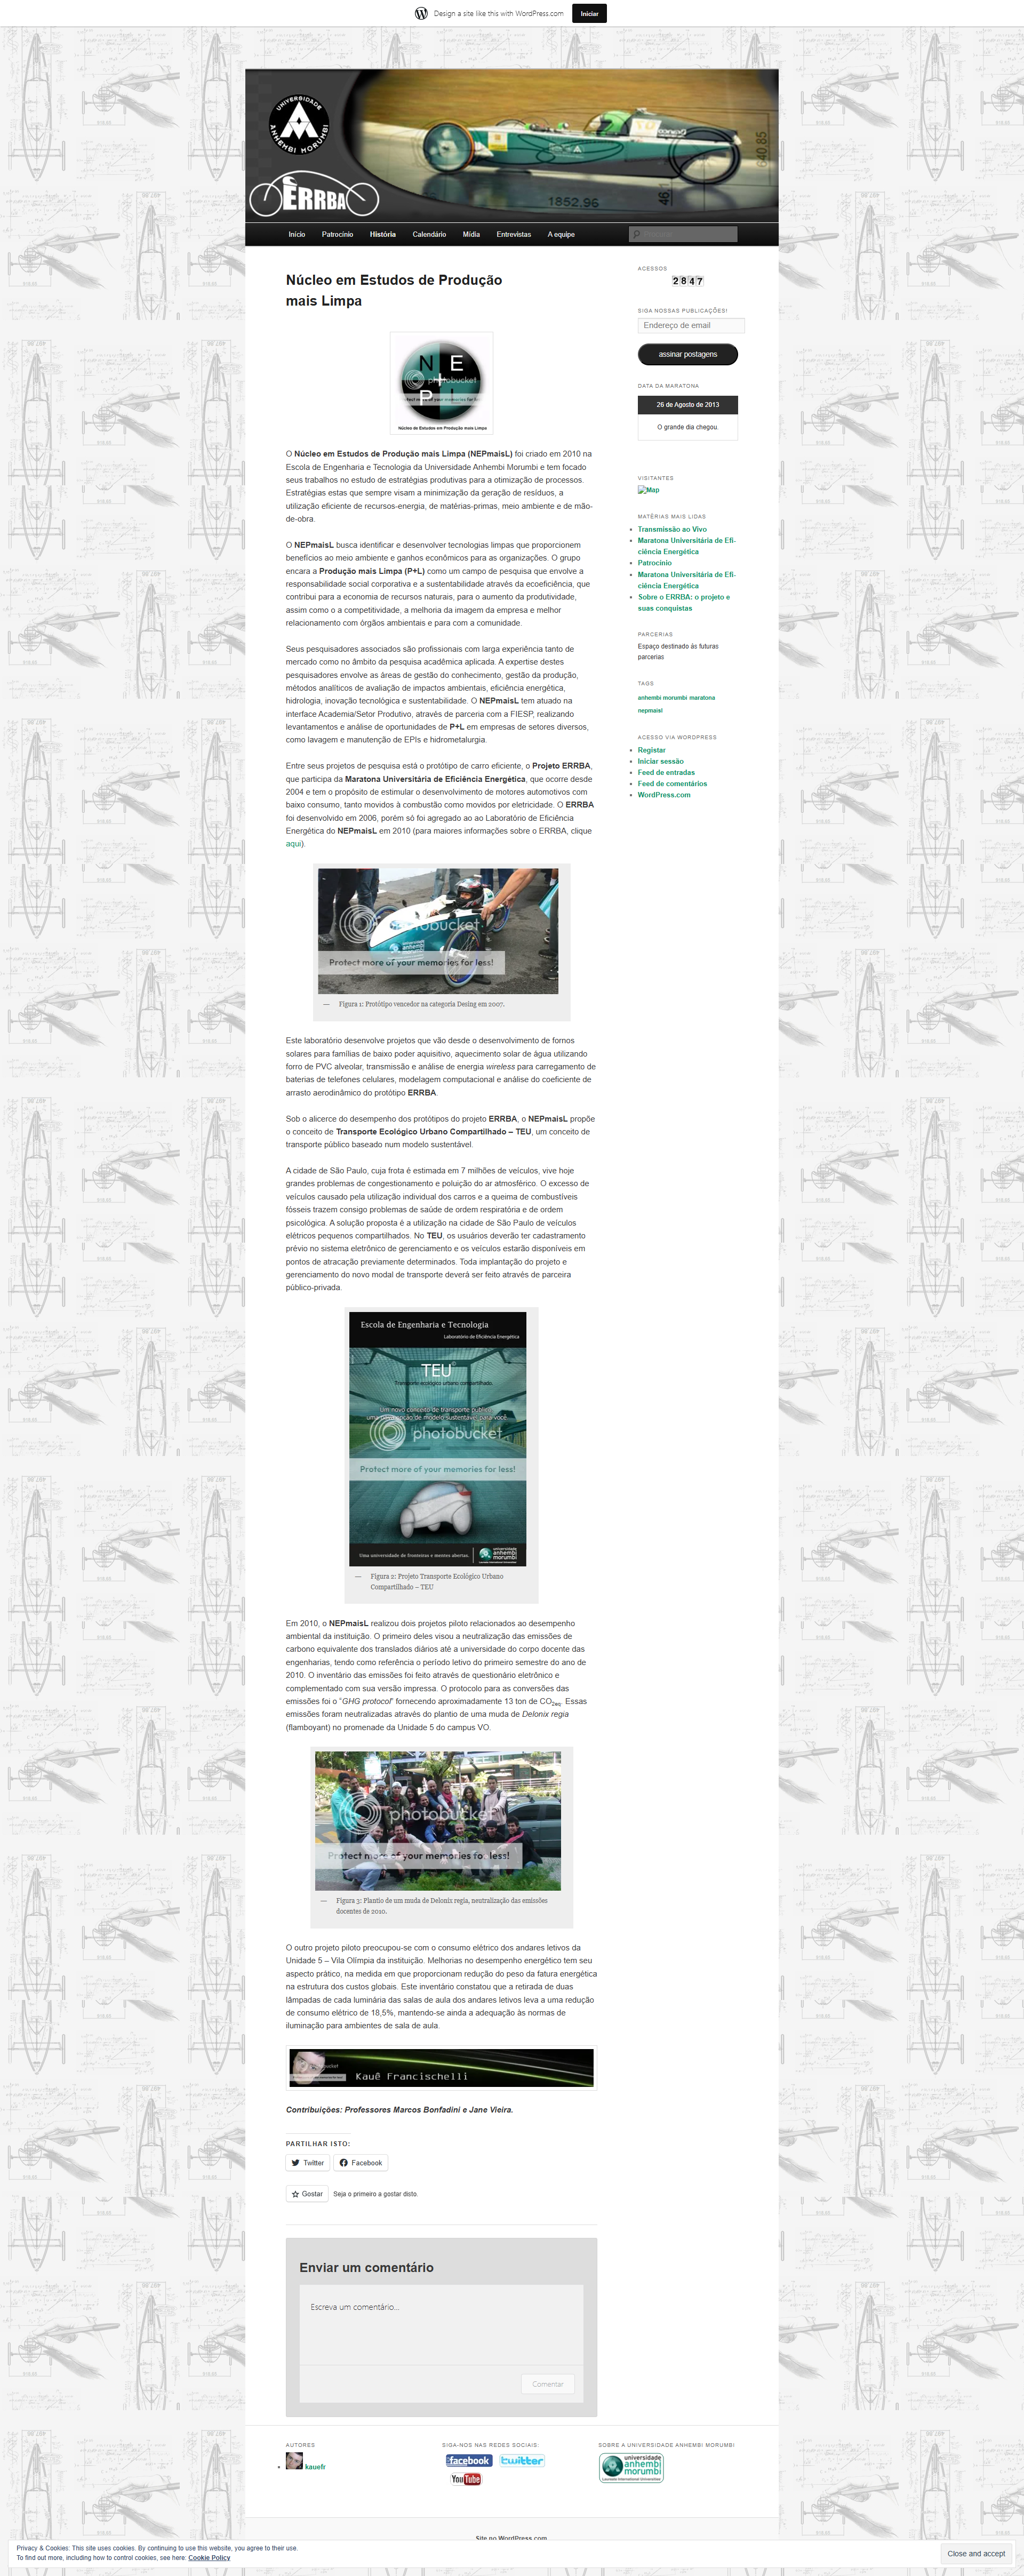 Design a site like this with WordPress.com
Iniciar
UNIVERSIDADE
ANHEMBI MORUMBI
ERRBA
1852.96
46.1
640.85
Início Patrocínio História Calendário Mídia Entrevistas A equipe
Núcleo em Estudos de Produção
mais Limpa
N E
+
P L
photobucket
Núcleo de Estudos em Produção mais Limpa
O Núcleo em Estudos de Produção mais Limpa (NEPmaisL) foi criado em 2010 na
Escola de Engenharia e Tecnologia da Universidade Anhembi Morumbi e tem focado
seus trabalhos no estudo de estratégias produtivas para a otimização de processos.
Estratégias estas que sempre visam a minimização da geração de resíduos, a
utilização eficiente de recursos-energia, de matérias-primas, meio ambiente e de mão-
de-obra.
O NEPmaisL busca identificar e desenvolver tecnologias limpas que proporcionem
benefícios ao meio ambiente e ganhos econômicos para as organizações. O grupo
encara a Produção mais Limpa (P+L) como um campo de pesquisa que envolve a
responsabilidade social corporativa e a sustentabilidade através da ecoeficiência, que
contribui para a economia de recursos naturais, para o aumento da produtividade,
assim como o a competitividade, a melhoria da imagem da empresa e melhor
relacionamento com órgãos ambientais e para com a comunidade.
Seus pesquisadores associados são profissionais com larga experiência tanto de
mercado como no âmbito da pesquisa acadêmica aplicada. A expertise destes
pesquisadores envolve as áreas de gestão do conhecimento, gestão da produção,
métodos analíticos de avaliação de impactos ambientais, eficiência energética,
hidrologia, inovação tecnológica e sustentabilidade. O NEPmaisL tem atuado na
interface Academia/Setor Produtivo, através de parceria com a FIESP, realizando
levantamentos e análise de oportunidades de P+L em empresas de setores diversos,
como lavagem e manutenção de EPIs e hidrometalurgia.
Entre seus projetos de pesquisa está o protótipo de carro eficiente, o Projeto ERRBA,
que participa da Maratona Universitária de Eficiência Energética, que ocorre desde
2004 e tem o propósito de estimular o desenvolvimento de motores automotivos com
baixo consumo, tanto movidos à combustão como movidos por eletricidade. O ERRBA
foi desenvolvido em 2006, porém só foi agregado ao ao Laboratório de Eficiência
Energética do NEPmaisL em 2010 (para maiores informações sobre o ERRBA, clique
aqui).
photobucket
Protect more of your memories for less!
— Figura 1: Protótipo vencedor na categoria Desing em 2007.
Este laboratório desenvolve projetos que vão desde o desenvolvimento de fornos
solares para famílias de baixo poder aquisitivo, aquecimento solar de água utilizando
forro de PVC alveolar, transmissão e análise de energia wireless para carregamento de
baterias de telefones celulares, modelagem computacional e análise do coeficiente de
arrasto aerodinâmico do protótipo ERRBA.
Sob o alicerce do desempenho dos protótipos do projeto ERRBA, o NEPmaisL propõe
o conceito de Transporte Ecológico Urbano Compartilhado – TEU, um conceito de
transporte público baseado num modelo sustentável.
A cidade de São Paulo, cuja frota é estimada em 7 milhões de veículos, vive hoje
grandes problemas de congestionamento e poluição do ar atmosférico. O excesso de
veículos causado pela utilização individual dos carros e a queima de combustíveis
fósseis trazem consigo problemas de saúde de ordem respiratória e de ordem
psicológica. A solução proposta é a utilização na cidade de São Paulo de veículos
elétricos pequenos compartilhados. No TEU, os usuários deverão ter cadastramento
prévio no sistema eletrônico de gerenciamento e os veículos estarão disponíveis em
pontos de atracação previamente determinados. Toda implantação do projeto e
gerenciamento do novo modal de transporte deverá ser feito através de parceira
público-privada.
Escola de Engenharia e Tecnologia
Laboratório de Eficiência Energética
TEU
Transporte ecológico urbano compartilhado.
Um novo conceito de transporte público,
photobucket
Protect more of your memories for less!
Uma universidade de fronteiras e mentes abertas.
universidade
anhembi
morumbi
— Figura 2: Projeto Transporte Ecológico Urbano
Compartilhado – TEU
Em 2010, o NEPmaisL realizou dois projetos piloto relacionados ao desempenho
ambiental da instituição. O primeiro deles visou a neutralização das emissões de
carbono equivalente dos translados diários até a universidade do corpo docente das
engenharias, tendo como referência o período letivo do primeiro semestre do ano de
2010. O inventário das emissões foi feito através de questionário eletrônico e
complementado com sua versão impressa. O protocolo para as conversões das
emissões foi o “GHG protocol” fornecendo aproximadamente 13 ton de CO2eq. Essas
emissões foram neutralizadas através do plantio de uma muda de Delonix regia
(flamboyant) no promenade da Unidade 5 do campus VO.
photobucket
Protect more of your memories for less!
— Figura 3: Plantio de um muda de Delonix regia, neutralização das emissões
docentes de 2010.
O outro projeto piloto preocupou-se com o consumo elétrico dos andares letivos da
Unidade 5 – Vila Olímpia da instituição. Melhorias no desempenho energético tem seu
aspecto prático, na medida em que proporcionam redução do peso da fatura energética
na estrutura dos custos globais. Este inventário constatou que a retirada de duas
lâmpadas de cada luminária das salas de aula dos andares letivos leva a uma redução
de consumo elétrico de 18,5%, mantendo-se ainda a adequação às normas de
iluminação para ambientes de sala de aula.
Kauê Francischelli
Contribuições: Professores Marcos Bonfadini e Jane Vieira.
PARTILHAR ISTO:
Twitter Facebook
Gostar Seja o primeiro a gostar disto.
Enviar um comentário
Escreva um comentário...
Comentar
ACESSOS
2847
SIGA NOSSAS PUBLICAÇÕES!
Endereço de email
assinar postagens
DATA DA MARATONA
26 de Agosto de 2013
O grande dia chegou.
VISITANTES
Map
MATÉRIAS MAIS LIDAS
Transmissão ao Vivo
Maratona Universitária de Efi-
ciência Energética
Patrocínio
Maratona Universitária de Efi-
ciência Energética
Sobre o ERRBA: o projeto e
suas conquistas
PARCERIAS
Espaço destinado às futuras
parcerias
TAGS
anhembi morumbi maratona
nepmaisl
ACESSO VIA WORDPRESS
Registar
Iniciar sessão
Feed de entradas
Feed de comentários
WordPress.com
AUTORES
kauefr
SIGA-NOS NAS REDES SOCIAIS:
facebook twitter
YouTube
SOBRE A UNIVERSIDADE ANHEMBI MORUMBI
universidade
anhembi
morumbi
Laureate International Universities
Site no WordPress.com.
Privacy & Cookies: This site uses cookies. By continuing to use this website, you agree to their use.
To find out more, including how to control cookies, see here: Cookie Policy
Close and accept